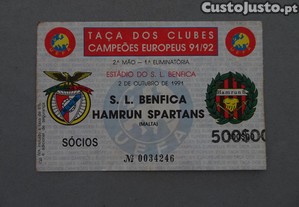 CustoJusto.pt
TAÇA DOS CLUBES
CAMPEÕES EUROPEUS 91/92
2.ª MÃO - 1.ª ELIMINATÓRIA
ESTÁDIO DO S. L. BENFICA
2 DE OUTUBRO DE 1991
S. L. BENFICA
HAMRUN SPARTANS
(MALTA)
SÓCIOS
500$00
Nº 0034246